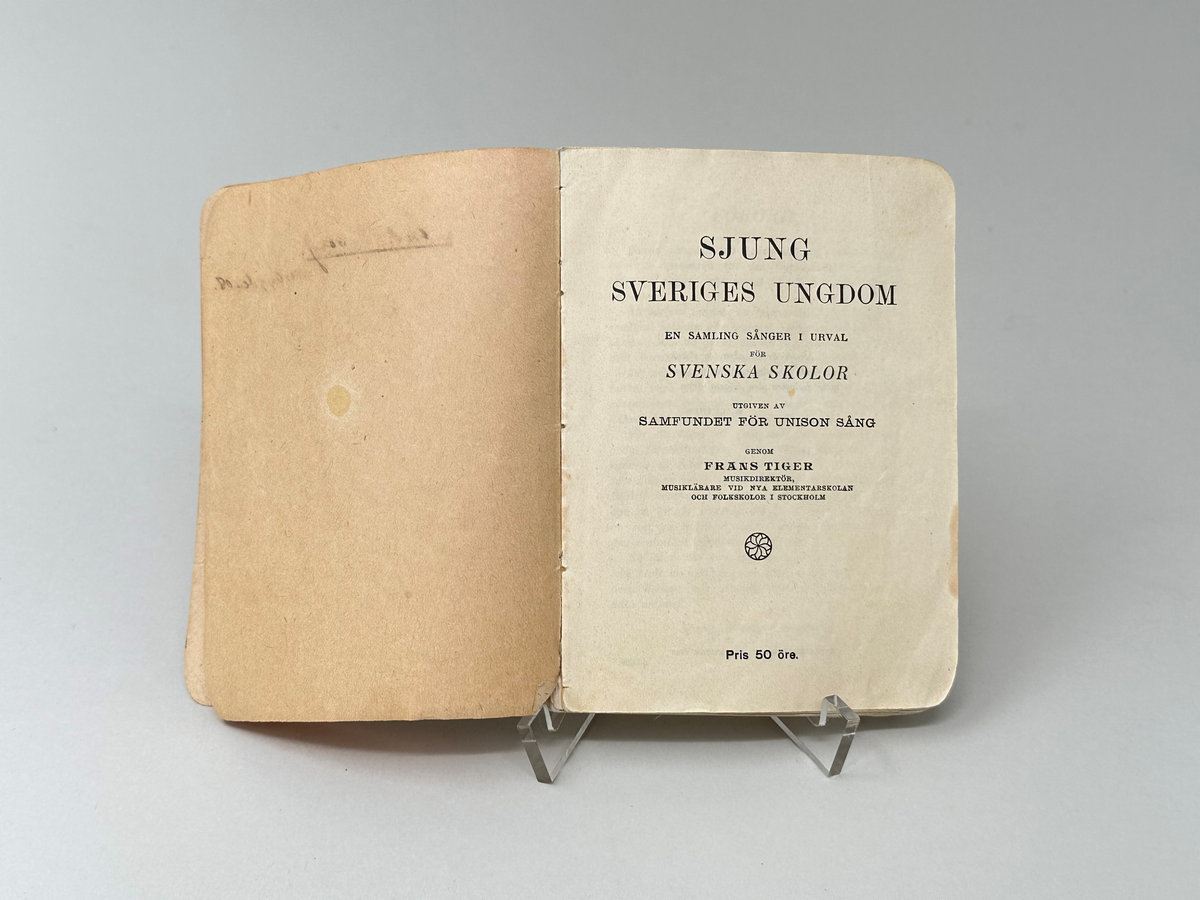 SJUNG
SVERIGES UNGDOM
EN SAMLING SÅNGER I URVAL
FÖR
SVENSKA SKOLOR
UTGIVEN AV
SAMFUNDET FÖR UNISON SÅNG
GENOM
FRANS TIGER
MUSIKDIREKTÖR,
MUSIKLÄRARE VID NYA ELEMENTARSKOLAN
OCH FOLKSKOLOR I STOCKHOLM
Pris 50 öre.